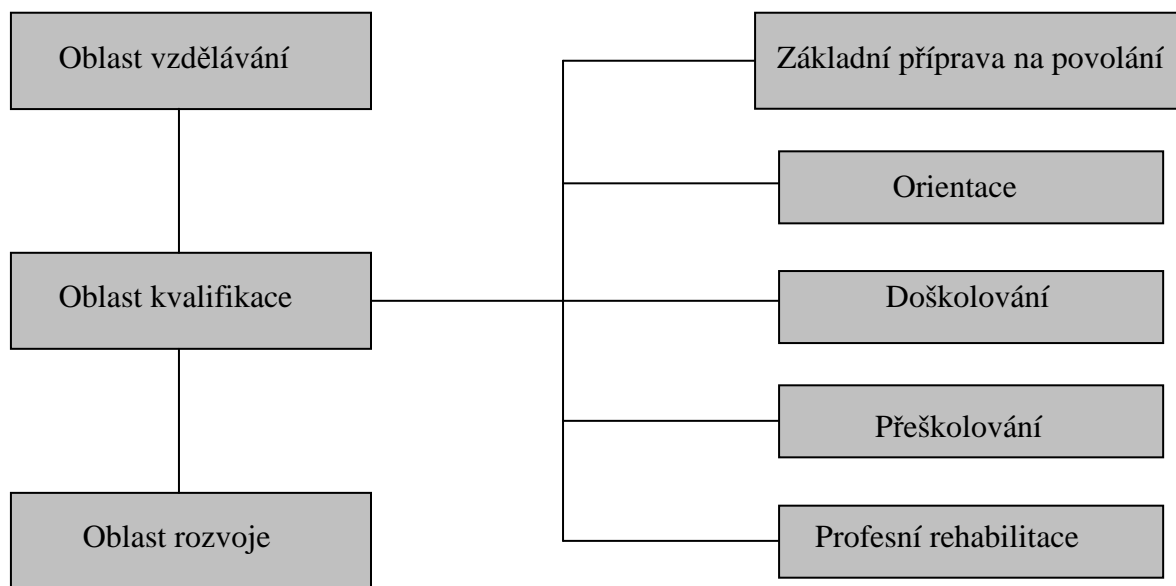 Oblast vzdělávání
Základní příprava na povolání
Orientace
Oblast kvalifikace
Doškolování
Přeškolování
Oblast rozvoje
Profesní rehabilitace